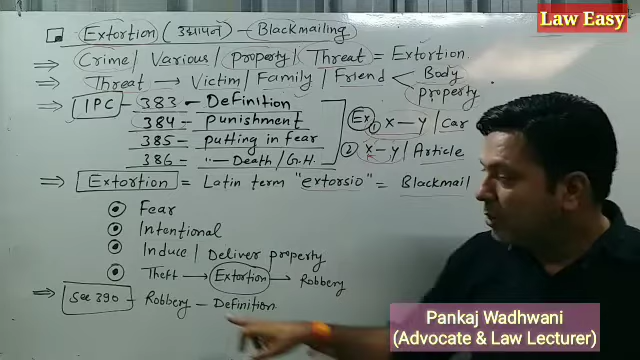 Law Easy
Extortion (उद्दापन) - Blackmailing
⇒ Crime / Various / property / Threat = Extortion.
⇒ Threat → Victim / Family / Friend < Body property
⇒ IPC - 383 - Definition
384 - punishment
385 - putting in fear
386 = "- Death / G.H.
Ex ① X - Y / Car
② X - Y / Article
⇒ Extortion = Latin term "extorsio" = Blackmail
Fear
Intentional
Induce / Deliver property
Theft → Extortion → Robbery
⇒ Sec 390 - Robbery - Definition
Pankaj Wadhwani
(Advocate & Law Lecturer)